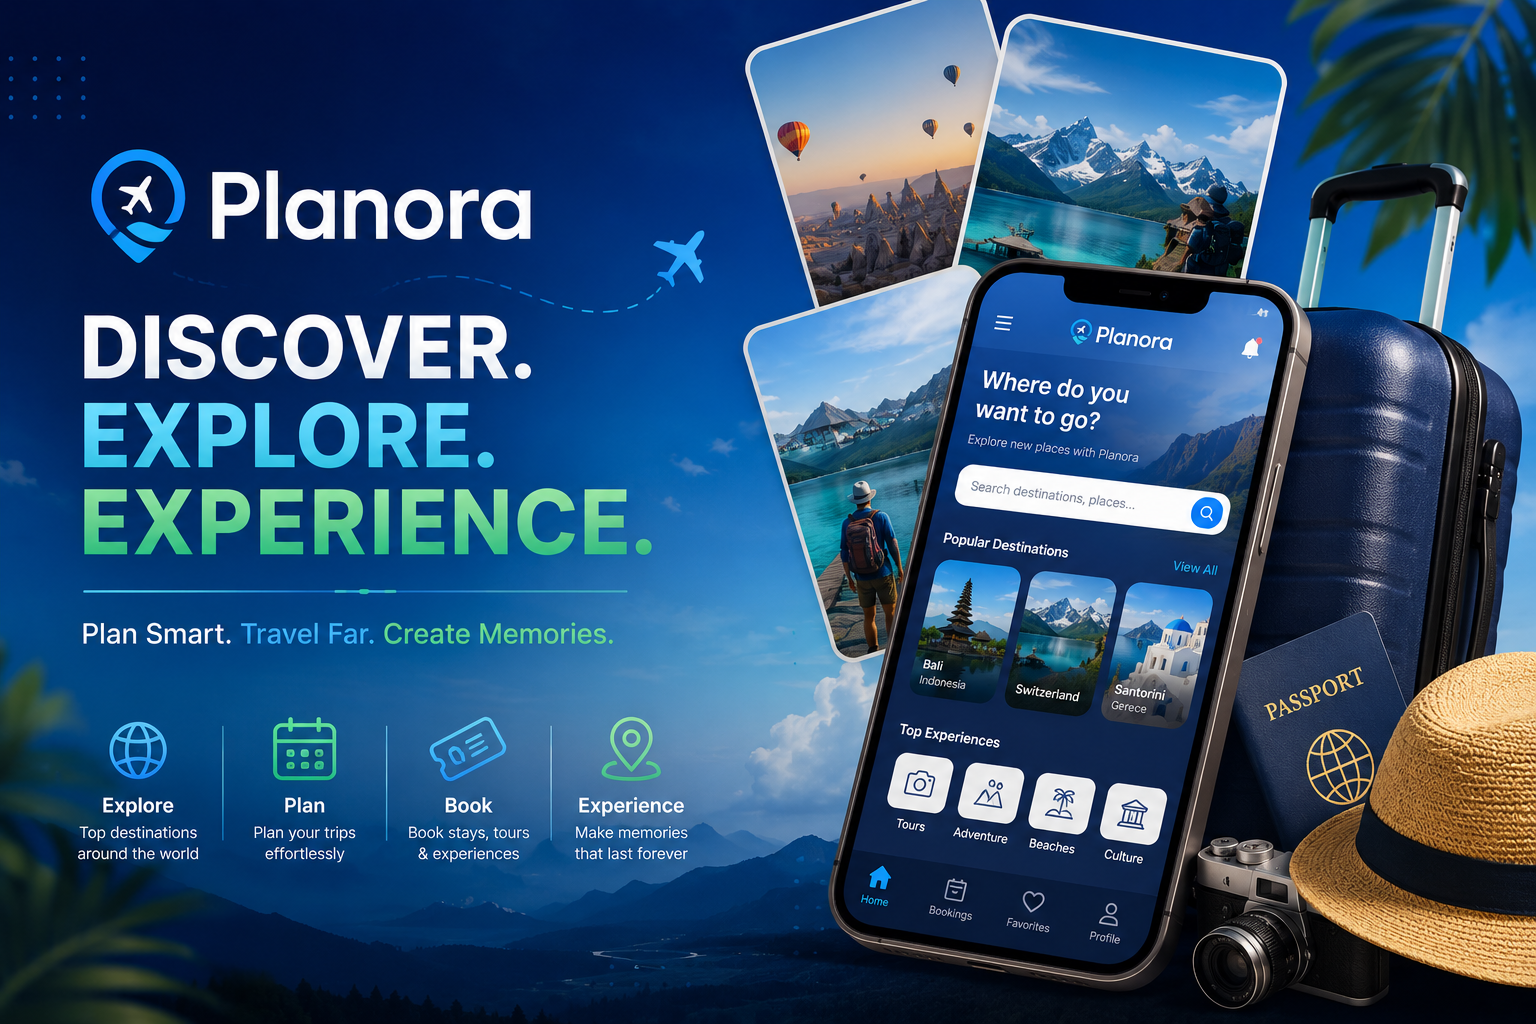 Planora
DISCOVER.
EXPLORE.
EXPERIENCE.
Plan Smart. Travel Far. Create Memories.
Explore
Top destinations
around the world
Plan
Plan your trips
effortlessly
Book
Book stays, tours
& experiences
Experience
Make memories
that last forever
Planora
Where do you
want to go?
Explore new places with Planora
Search destinations, places...
Popular Destinations
View All
Bali
Indonesia
Switzerland
Santorini
Gerece
Top Experiences
Tours
Adventure
Beaches
Culture
Home
Bookings
Favorites
Profile
PASSPORT